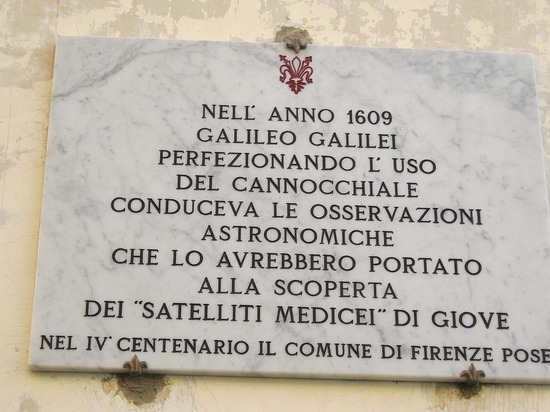 NELL' ANNO 1609
GALILEO GALILEI
PERFEZIONANDO L' USO
DEL CANNOCCHIALE
CONDUCEVA LE OSSERVAZIONI
ASTRONOMICHE
CHE LO AVREBBERO PORTATO
ALLA SCOPERTA
DEI "SATELLITI MEDICEI" DI GIOVE
NEL IV° CENTENARIO IL COMUNE DI FIRENZE POSE